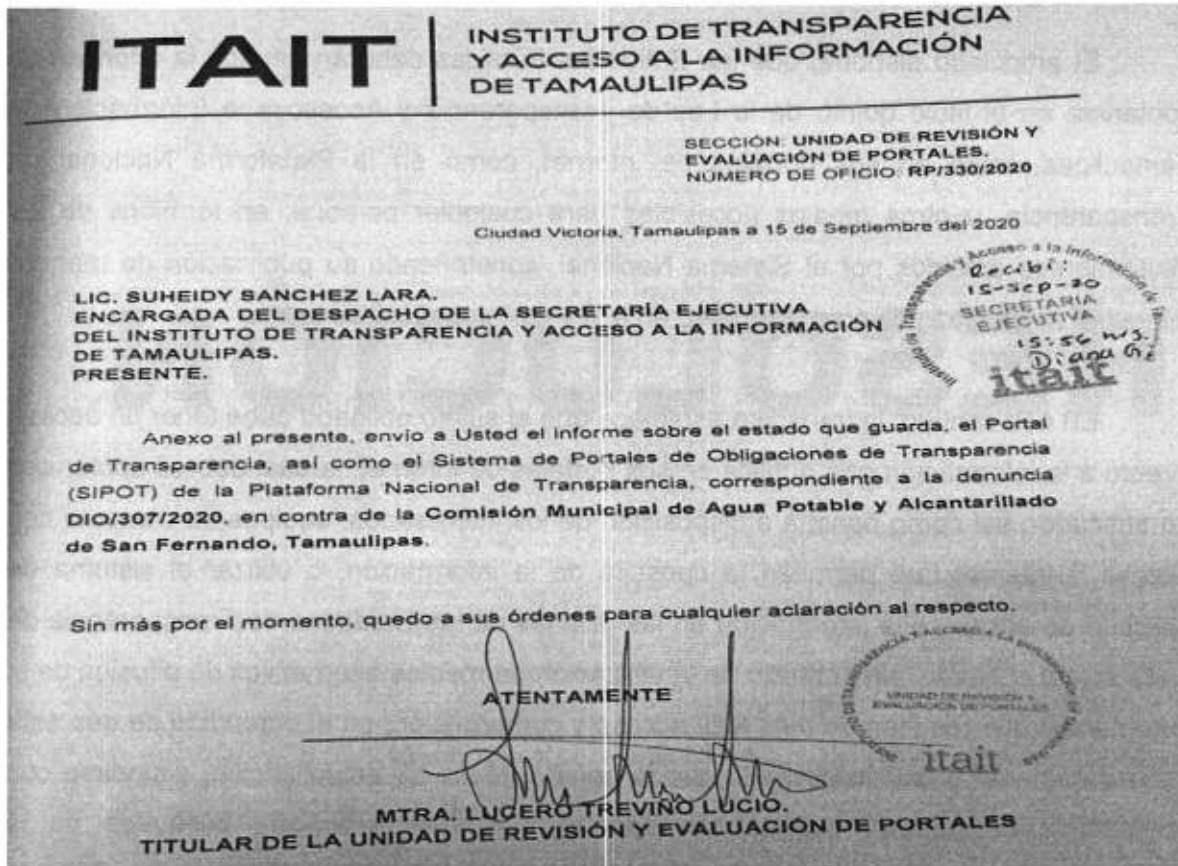 ITAIT
INSTITUTO DE TRANSPARENCIA
Y ACCESO A LA INFORMACIÓN
DE TAMAULIPAS
SECCIÓN: UNIDAD DE REVISIÓN Y
EVALUACIÓN DE PORTALES.
NÚMERO DE OFICIO: RP/330/2020
Ciudad Victoria, Tamaulipas a 15 de Septiembre del 2020
LIC. SUHEIDY SANCHEZ LARA.
ENCARGADA DEL DESPACHO DE LA SECRETARÍA EJECUTIVA
DEL INSTITUTO DE TRANSPARENCIA Y ACCESO A LA INFORMACIÓN
DE TAMAULIPAS.
PRESENTE.
Recibí
15-Sep-20
SECRETARIA
EJECUTIVA
15:56 hrs.
Diana G.
itait
Anexo al presente, envío a Usted el informe sobre el estado que guarda, el Portal
de Transparencia, así como el Sistema de Portales de Obligaciones de Transparencia
(SIPOT) de la Plataforma Nacional de Transparencia, correspondiente a la denuncia
DIO/307/2020, en contra de la Comisión Municipal de Agua Potable y Alcantarillado
de San Fernando, Tamaulipas.
Sin más por el momento, quedo a sus órdenes para cualquier aclaración al respecto.
ATENTAMENTE
UNIDAD DE REVISIÓN Y
EVALUACIÓN DE PORTALES
itait
MTRA. LUCERO TREVIÑO LUCIO.
TITULAR DE LA UNIDAD DE REVISIÓN Y EVALUACIÓN DE PORTALES